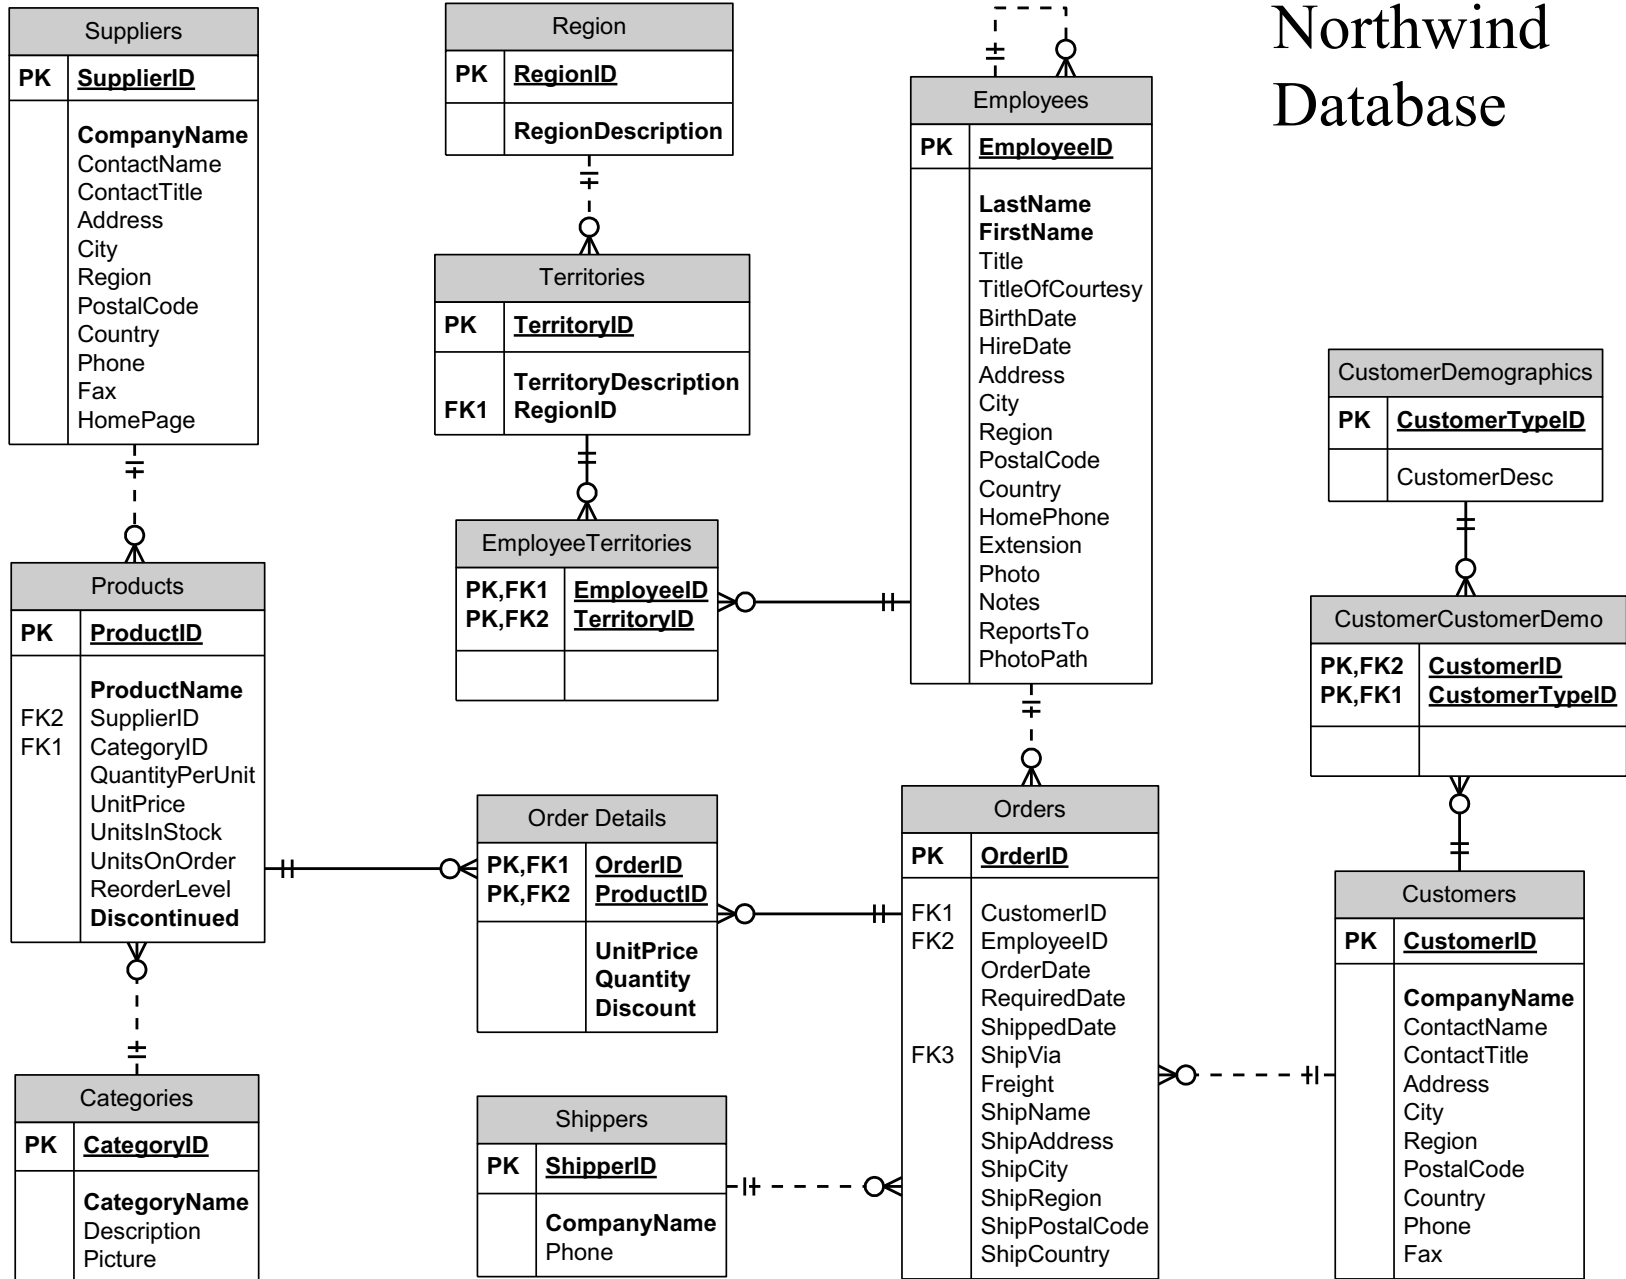 Northwind
Database
Suppliers
PK SupplierID
CompanyName
ContactName
ContactTitle
Address
City
Region
PostalCode
Country
Phone
Fax
HomePage
Region
PK RegionID
RegionDescription
Territories
PK TerritoryID
TerritoryDescription
FK1 RegionID
EmployeeTerritories
PK,FK1 EmployeeID
PK,FK2 TerritoryID
Employees
PK EmployeeID
LastName
FirstName
Title
TitleOfCourtesy
BirthDate
HireDate
Address
City
Region
PostalCode
Country
HomePhone
Extension
Photo
Notes
ReportsTo
PhotoPath
CustomerDemographics
PK CustomerTypeID
CustomerDesc
CustomerCustomerDemo
PK,FK2 CustomerID
PK,FK1 CustomerTypeID
Products
PK ProductID
ProductName
FK2 SupplierID
FK1 CategoryID
QuantityPerUnit
UnitPrice
UnitsInStock
UnitsOnOrder
ReorderLevel
Discontinued
Order Details
PK,FK1 OrderID
PK,FK2 ProductID
UnitPrice
Quantity
Discount
Orders
PK OrderID
FK1 CustomerID
FK2 EmployeeID
OrderDate
RequiredDate
ShippedDate
FK3 ShipVia
Freight
ShipName
ShipAddress
ShipCity
ShipRegion
ShipPostalCode
ShipCountry
Customers
PK CustomerID
CompanyName
ContactName
ContactTitle
Address
City
Region
PostalCode
Country
Phone
Fax
Categories
PK CategoryID
CategoryName
Description
Picture
Shippers
PK ShipperID
CompanyName
Phone